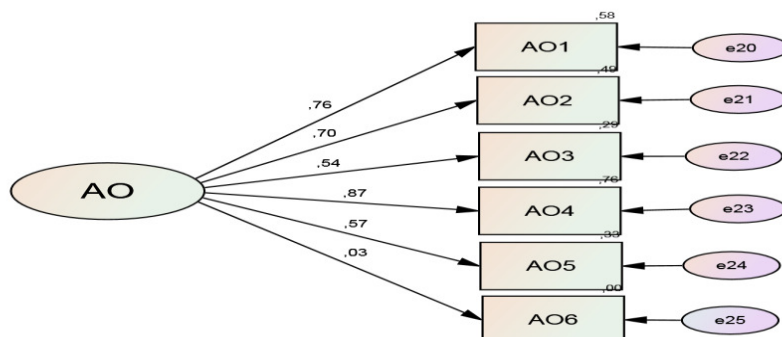 ,58
AO1
e20
,76
,49
AO2
e21
,70
,29
AO3
e22
,54
,76
AO
AO4
e23
,87
,33
AO5
e24
,57
,00
AO6
e25
,03